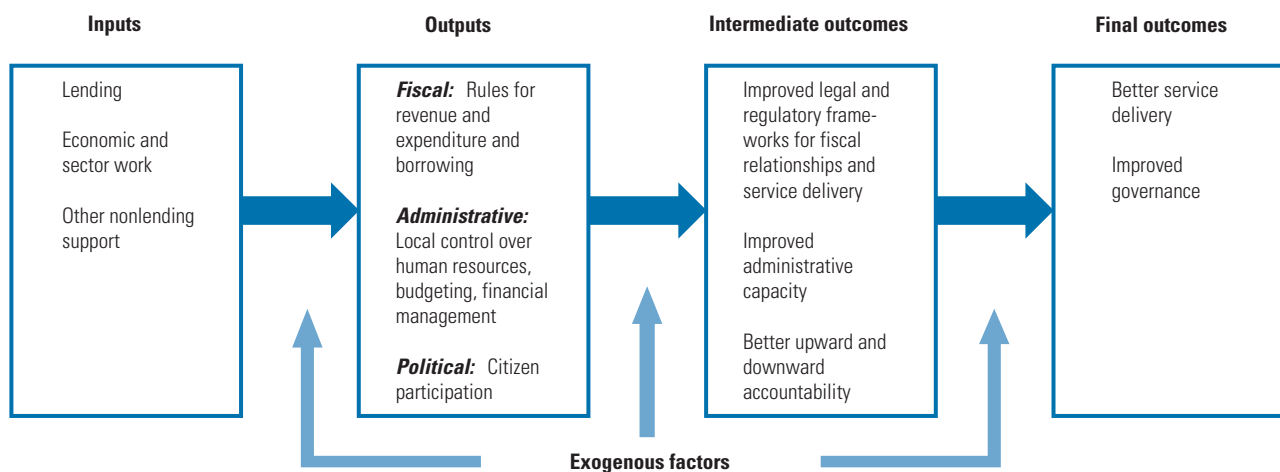 Inputs
Lending
Economic and
sector work
Other nonlending
support
Outputs
Fiscal: Rules for
revenue and
expenditure and
borrowing
Administrative:
Local control over
human resources,
budgeting, financial
management
Political: Citizen
participation
Intermediate outcomes
Improved legal and
regulatory frame-
works for fiscal
relationships and
service delivery
Improved
administrative
capacity
Better upward and
downward
accountability
Final outcomes
Better service
delivery
Improved
governance
Exogenous factors